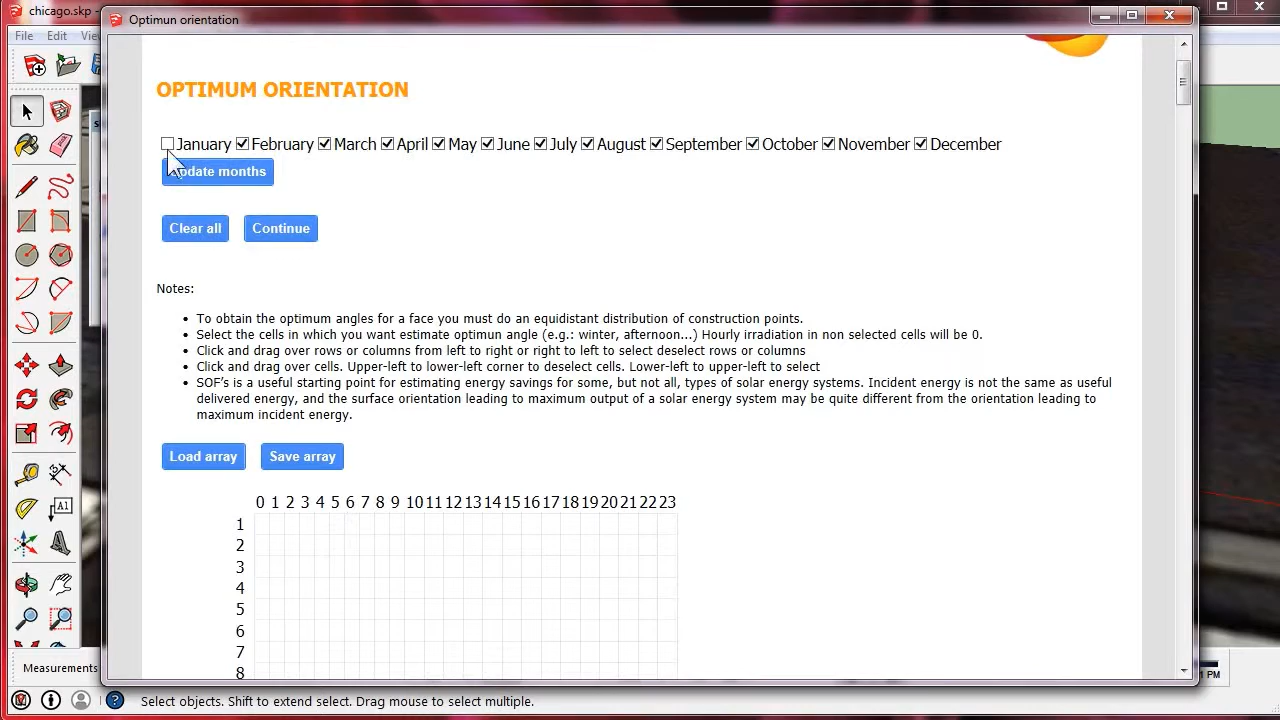 chicago.skp -
Optimun orientation
File Edit
OPTIMUM ORIENTATION
January February March April May June July August September October November December
months
Clear all Continue
Notes:
• To obtain the optimum angles for a face you must do an equidistant distribution of construction points.
• Select the cells in which you want estimate optimun angle (e.g.: winter, afternoon...) Hourly irradiation in non selected cells will be 0.
• Click and drag over rows or columns from left to right or right to left to select deselect rows or columns
• Click and drag over cells. Upper-left to lower-left corner to deselect cells. Lower-left to upper-left to select
• SOF's is a useful starting point for estimating energy savings for some, but not all, types of solar energy systems. Incident energy is not the same as useful
delivered energy, and the surface orientation leading to maximum output of a solar energy system may be quite different from the orientation leading to
maximum incident energy.
Load array Save array
0 1 2 3 4 5 6 7 8 9 10 11 12 13 14 15 16 17 18 19 20 21 22 23
1
2
3
4
5
6
7
8
Measurements
PM
Select objects. Shift to extend select. Drag mouse to select multiple.